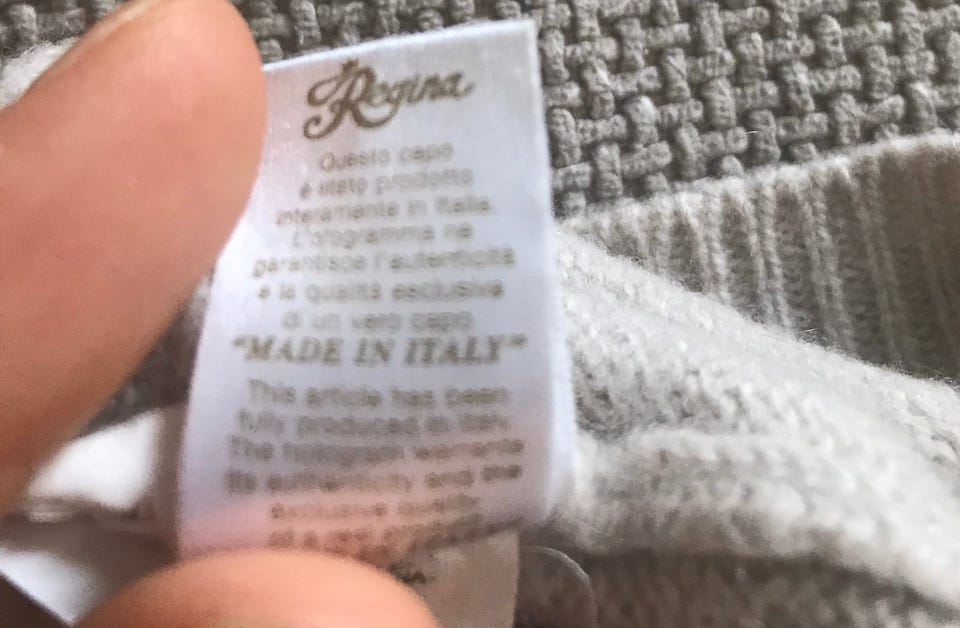 Regina
Questo capo
è stato prodotto
interamente in Italia.
L'ologramma ne
garantisce l'autenticità
e la qualità esclusiva
di un vero capo
"MADE IN ITALY"
This article has been
fully produced in Italy.
The hologram warrants
its authenticity and the
exclusive quality
of a